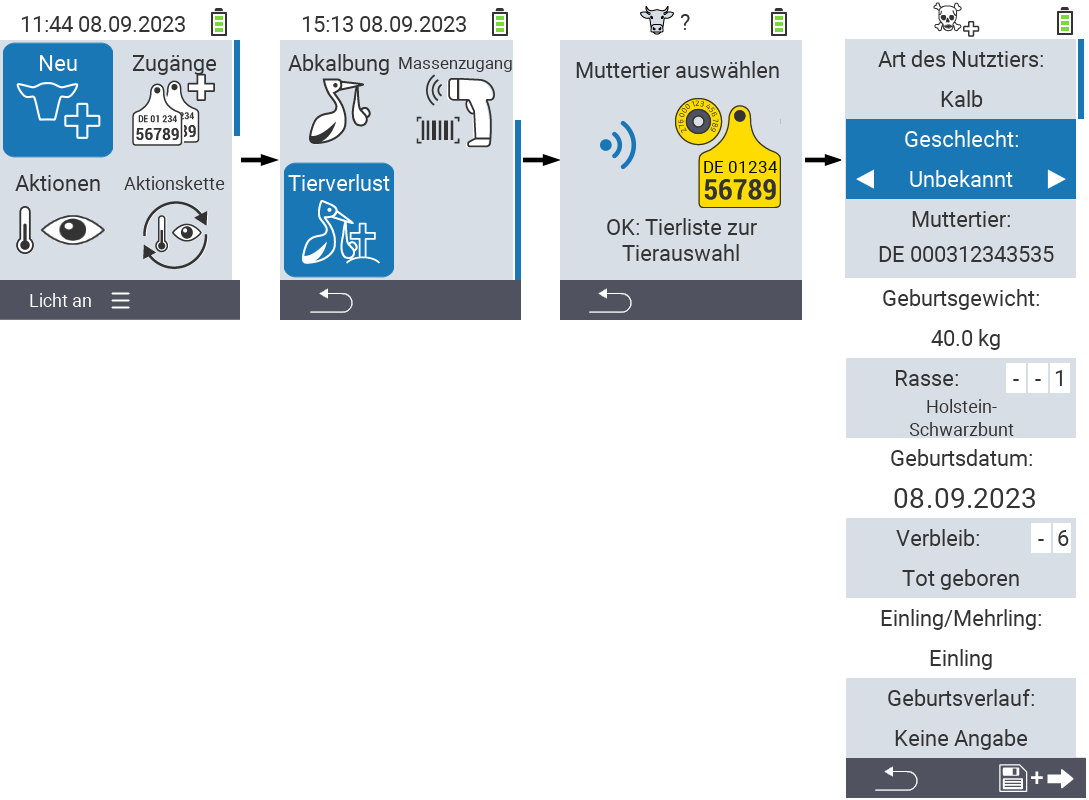 11:44 08.09.2023
Neu
Zugänge
DE 01 234
56789
234
89
Aktionen
Aktionskette
Licht an
15:13 08.09.2023
Abkalbung
Massenzugang
Tierverlust
?
Muttertier auswählen
276 000 123 456 789
DE 01234
56789
OK: Tierliste zur
Tierauswahl
Art des Nutztiers:
Kalb
Geschlecht:
Unbekannt
Muttertier:
DE 000312343535
Geburtsgewicht:
40.0 kg
Rasse: - - 1
Holstein-
Schwarzbunt
Geburtsdatum:
08.09.2023
Verbleib: - 6
Tot geboren
Einling/Mehrling:
Einling
Geburtsverlauf:
Keine Angabe
+